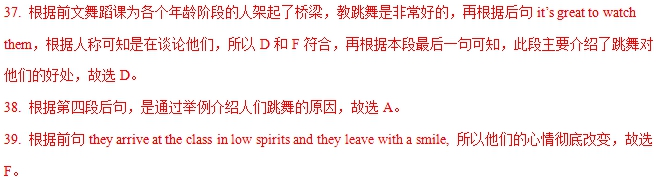 37. 根据前文舞蹈课为各个年龄阶段的人架起了桥梁，教跳舞是非常好的，再根据后句 it's great to watch
them，根据人称可知是在谈论他们，所以 D 和 F 符合，再根据本段最后一句可知，此段主要介绍了跳舞对
他们的好处，故选 D。
38. 根据第四段后句，是通过举例介绍人们跳舞的原因，故选 A。
39. 根据前句 they arrive at the class in low spirits and they leave with a smile, 所以他们的心情彻底改变，故选
F。